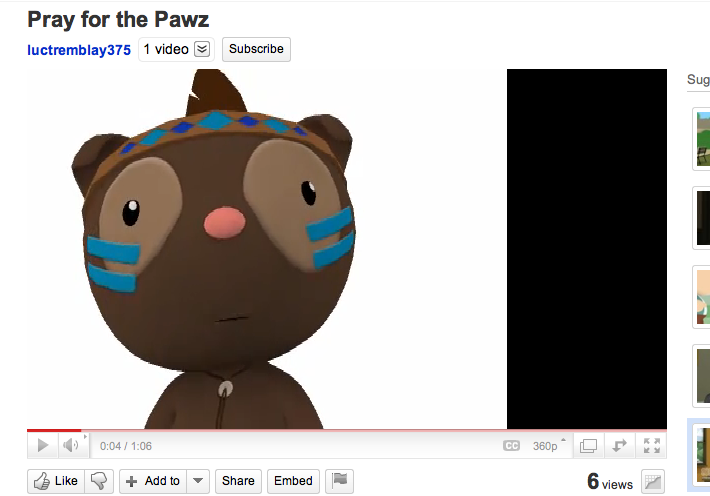 Pray for the Pawz
luctremblay375 1 video Subscribe
Sug
0:04 / 1:06 CC 360p
Like Add to Share Embed 6 views